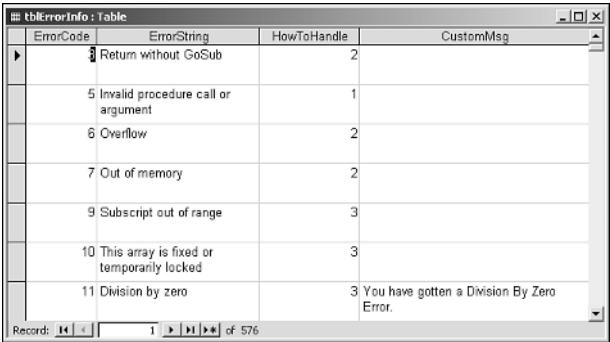 tblErrorInfo : Table
ErrorCode ErrorString HowToHandle CustomMsg
3 Return without GoSub 2
5 Invalid procedure call or argument 1
6 Overflow 2
7 Out of memory 2
9 Subscript out of range 3
10 This array is fixed or temporarily locked 3
11 Division by zero 3 You have gotten a Division By Zero Error.
Record: 1 of 576